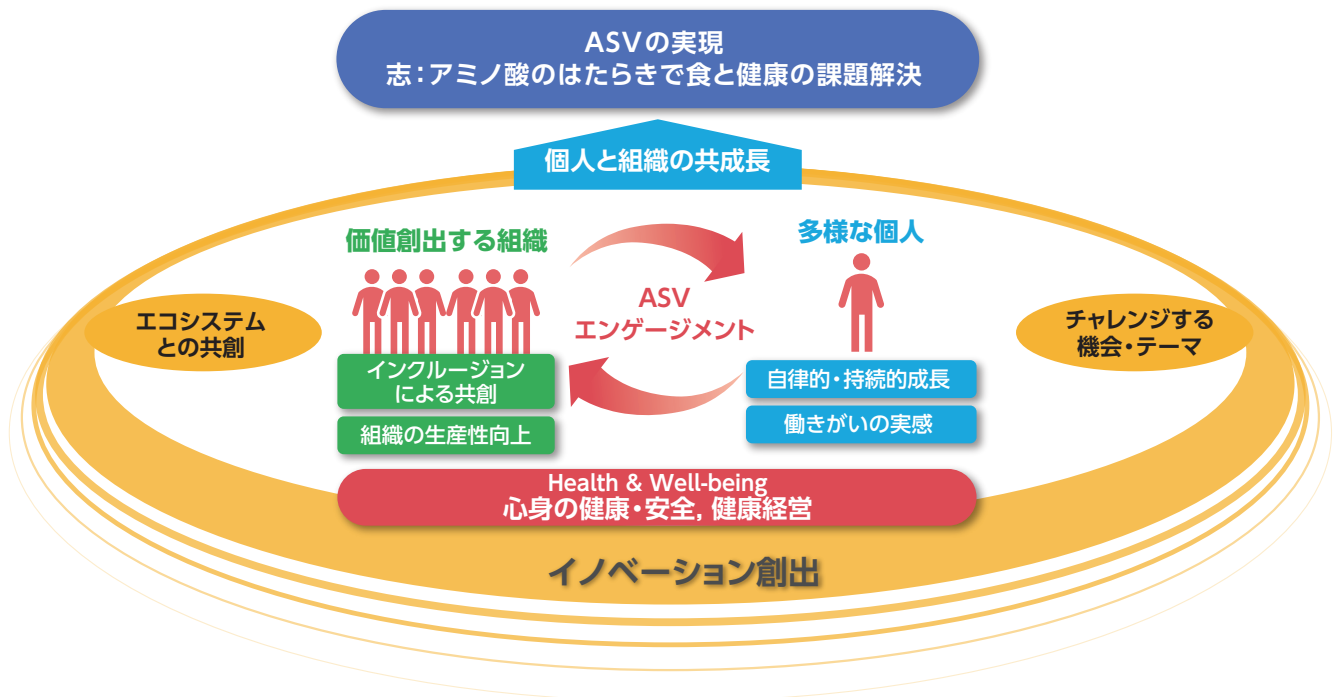 ASVの実現
志：アミノ酸のはたらきで食と健康の課題解決
個人と組織の共成長
価値創出する組織
多様な個人
ASV
エンゲージメント
エコシステム
との共創
チャレンジする
機会・テーマ
インクルージョン
による共創
組織の生産性向上
自律的・持続的成長
働きがいの実感
Health & Well-being
心身の健康・安全, 健康経営
イノベーション創出